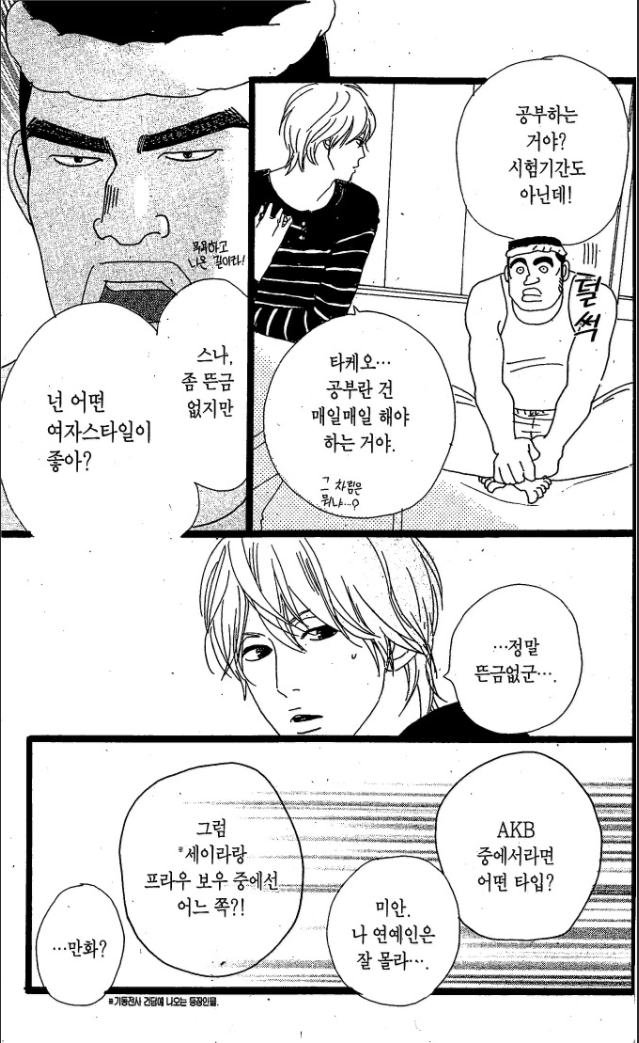 공부하는
거야?
시험기간도
아닌데!
털썩
타케오…
공부란 건
매일매일 해야
하는 거야.
그 차림은
뭐냐…?
목욕하고
나온 길이라!
스나,
좀 뜬금
없지만
넌 어떤
여자스타일이
좋아?
…정말
뜬금없군….
AKB
중에서라면
어떤 타입?
미안.
나 연예인은
잘 몰라….
그럼
*세이라랑
프라우 보우 중에선
어느 쪽?!
…만화?
※기동전사 건담에 나오는 등장인물.